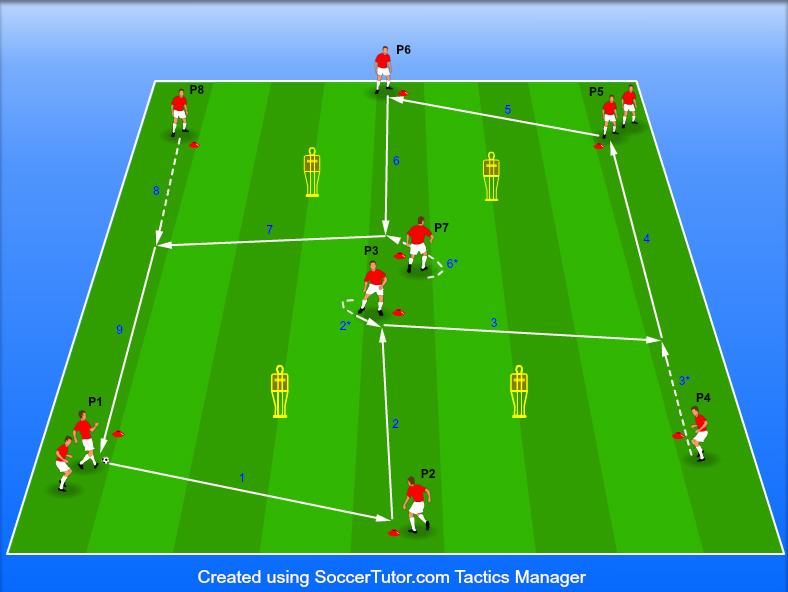 P6
P8
P5
5
6
8
4
7
P7
6*
P3
2*
3
9
3*
P4
P1
2
P2
1
Created using SoccerTutor.com Tactics Manager